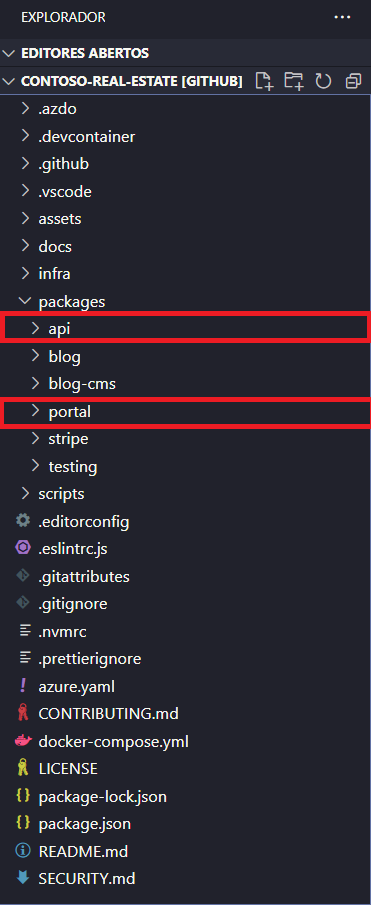 EXPLORADOR
EDITORES ABERTOS
CONTOSO-REAL-ESTATE [GITHUB]
.azdo
.devcontainer
.github
.vscode
assets
docs
infra
packages
api
blog
blog-cms
portal
stripe
testing
scripts
.editorconfig
.eslintrc.js
.gitattributes
.gitignore
.nvmrc
.prettierignore
azure.yaml
CONTRIBUTING.md
docker-compose.yml
LICENSE
package-lock.json
package.json
README.md
SECURITY.md